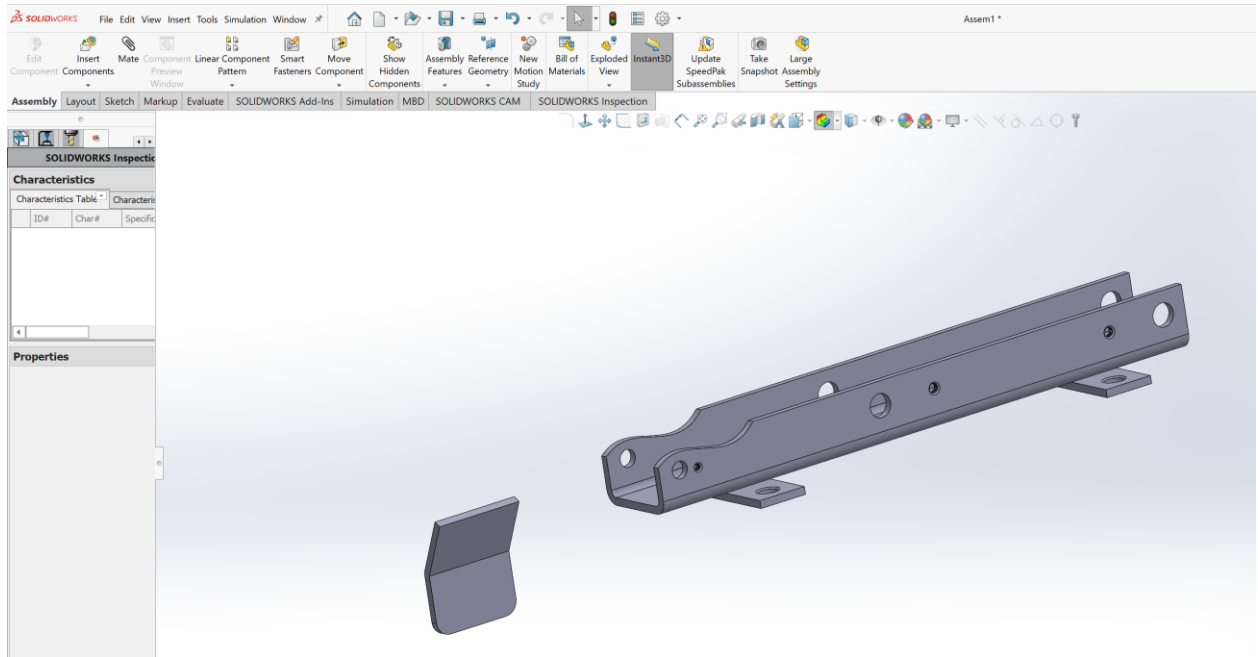 SOLIDWORKS File Edit View Insert Tools Simulation Window Assem1 *
Edit Component
Insert Components
Mate
Component Preview Window
Linear Component Pattern
Smart Fasteners
Move Component
Show Hidden Components
Assembly Features
Reference Geometry
New Motion Study
Bill of Materials
Exploded View
Instant3D
Update SpeedPak Subassemblies
Take Snapshot
Large Assembly Settings
Assembly Layout Sketch Markup Evaluate SOLIDWORKS Add-Ins Simulation MBD SOLIDWORKS CAM SOLIDWORKS Inspection
SOLIDWORKS Inspectic
Characteristics
Characteristics Table Characteris
ID# Char# Specific
Properties